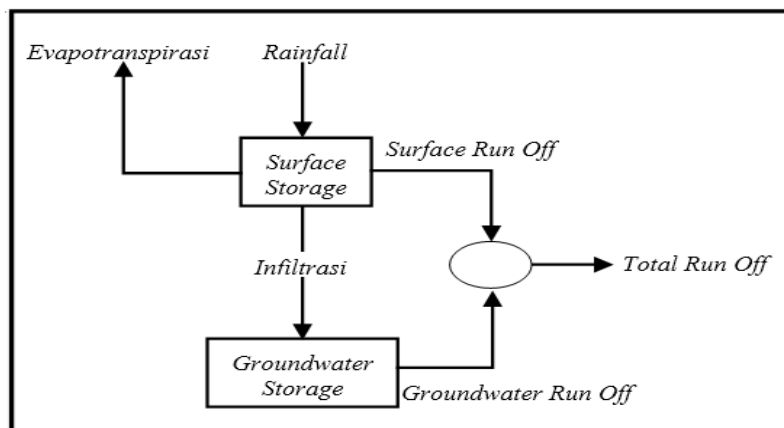 Evapotranspirasi
Rainfall
Surface
Storage
Surface Run Off
Infiltrasi
Total Run Off
Groundwater
Storage
Groundwater Run Off